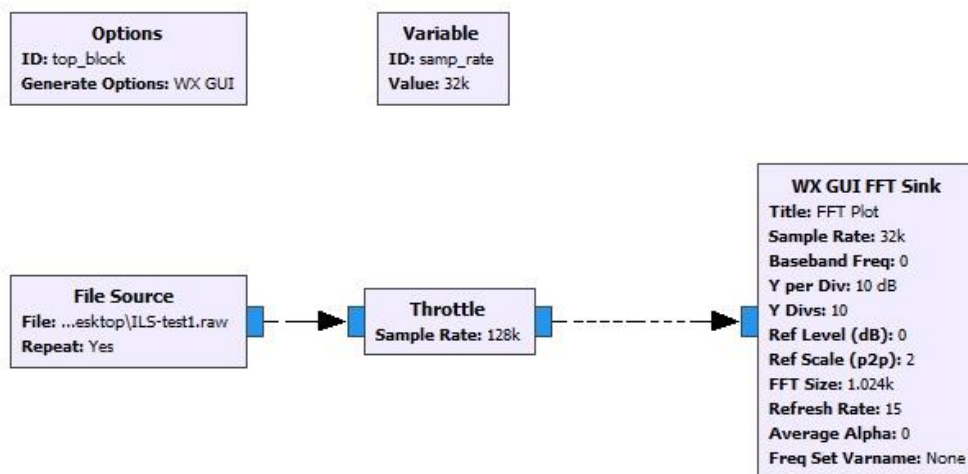 Options
ID: top_block
Generate Options: WX GUI
Variable
ID: samp_rate
Value: 32k
File Source
File: ...esktop\ILS-test1.raw
Repeat: Yes
Throttle
Sample Rate: 128k
WX GUI FFT Sink
Title: FFT Plot
Sample Rate: 32k
Baseband Freq: 0
Y per Div: 10 dB
Y Divs: 10
Ref Level (dB): 0
Ref Scale (p2p): 2
FFT Size: 1.024k
Refresh Rate: 15
Average Alpha: 0
Freq Set Varname: None